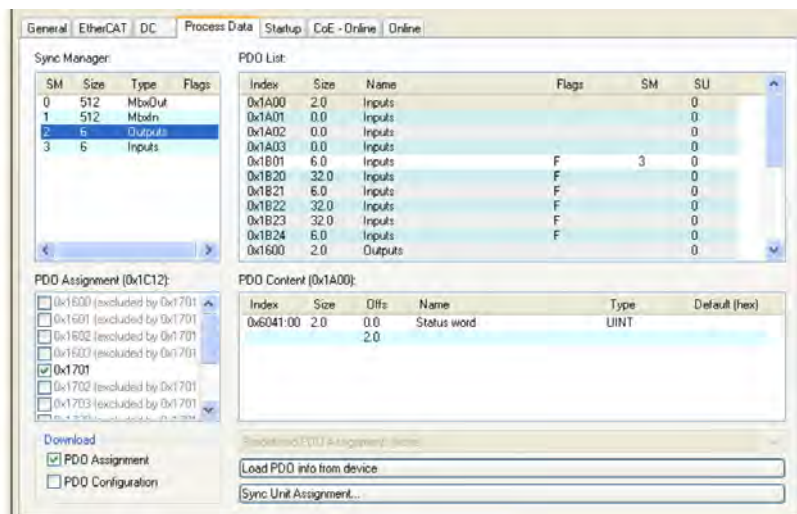 General EtherCAT DC Process Data Startup CoE - Online Online
Sync Manager:
SM Size Type Flags
0 512 MbxOut
1 512 MbxIn
2 6 Outputs
3 6 Inputs
PDO List:
Index Size Name Flags SM SU
0x1A00 2.0 Inputs 0
0x1A01 0.0 Inputs 0
0x1A02 0.0 Inputs 0
0x1A03 0.0 Inputs 0
0x1B01 6.0 Inputs F 3 0
0x1B20 32.0 Inputs F 0
0x1B21 6.0 Inputs F 0
0x1B22 32.0 Inputs F 0
0x1B23 32.0 Inputs F 0
0x1B24 6.0 Inputs F 0
0x1600 2.0 Outputs 0
PDO Assignment (0x1C12):
0x1600 (excluded by 0x1701
0x1601 (excluded by 0x1701
0x1602 (excluded by 0x1701
0x1603 (excluded by 0x1701
0x1701
0x1702 (excluded by 0x1701
0x1703 (excluded by 0x1701
PDO Content (0x1A00):
Index Size Offs Name Type Default (hex)
0x6041:00 2.0 0.0 Status word UINT
2.0
Download
PDO Assignment
PDO Configuration
Predefined PDO Assignment: (none)
Load PDO info from device
Sync Unit Assignment...